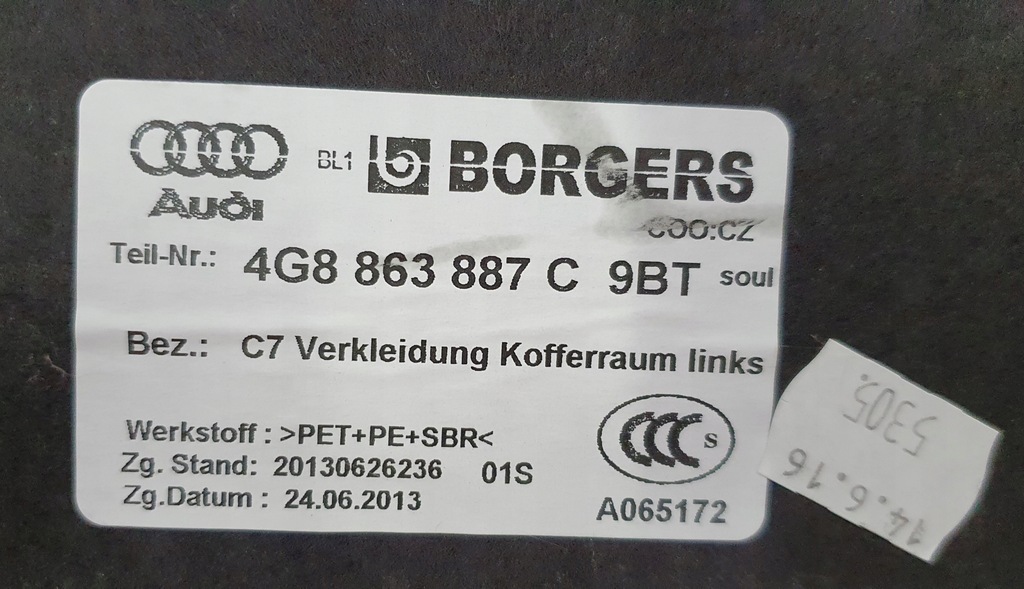 Audi
BL1 BORGERS
COO:CZ
Teil-Nr.: 4G8 863 887 C 9BT soul
Bez.: C7 Verkleidung Kofferraum links
Werkstoff : >PET+PE+SBR<
Zg. Stand: 20130626236 01S
Zg.Datum : 24.06.2013
CCC S
A065172
14.6.16
5305.